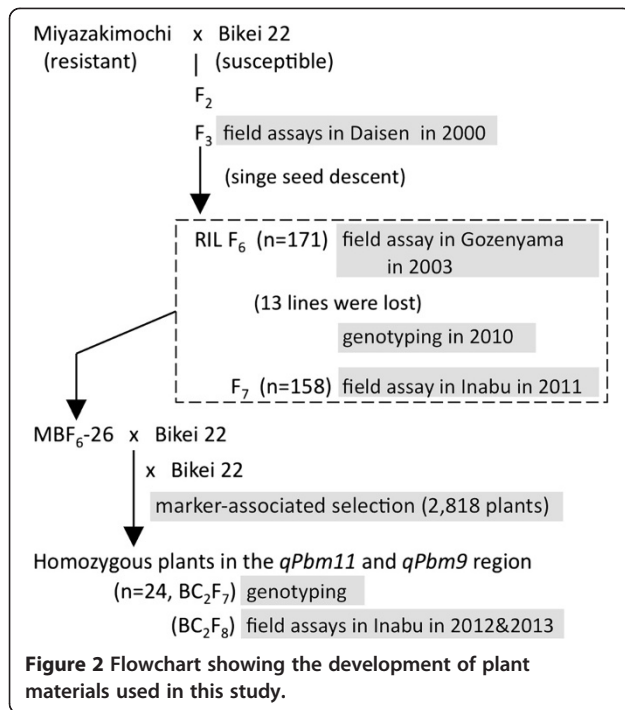 Miyazakimochi x Bikei 22
(resistant) | (susceptible)
F2
F3 field assays in Daisen in 2000
(singe seed descent)
RIL F6 (n=171) field assay in Gozenyama
in 2003
(13 lines were lost)
genotyping in 2010
F7 (n=158) field assay in Inabu in 2011
MBF6-26 x Bikei 22
x Bikei 22
marker-associated selection (2,818 plants)
Homozygous plants in the qPbm11 and qPbm9 region
(n=24, BC2F7) genotyping
(BC2F8) field assays in Inabu in 2012&2013
Figure 2 Flowchart showing the development of plant
materials used in this study.